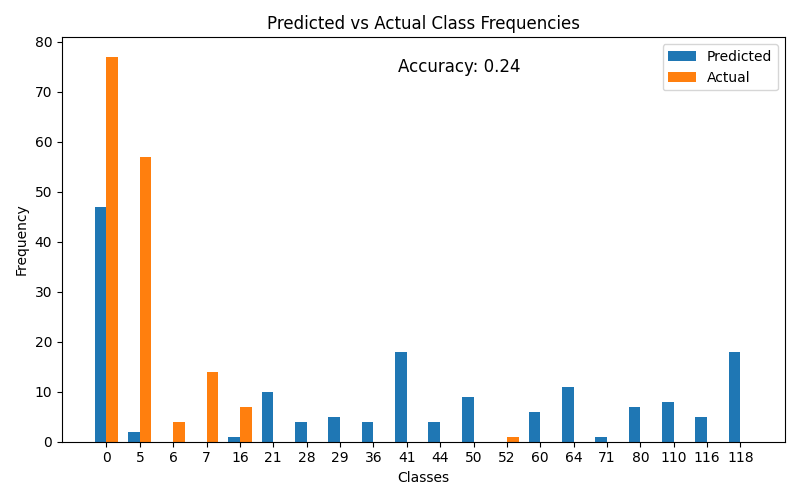 Predicted vs Actual Class Frequencies
Accuracy: 0.24
Predicted
Actual
80
70
60
50
40
30
20
10
0
Frequency
0 5 6 7 16 21 28 29 36 41 44 50 52 60 64 71 80 110 116 118
Classes